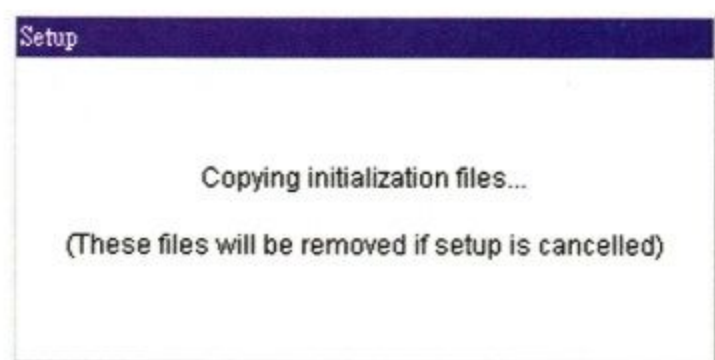 Setup
Copying initialization files...
(These files will be removed if setup is cancelled)